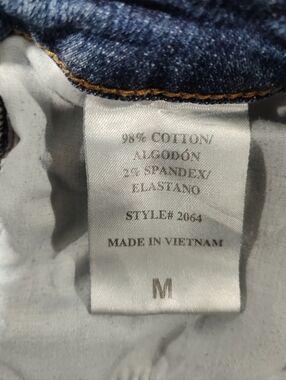 98% COTTON/
ALGODÓN
2% SPANDEX/
ELASTANO
STYLE# 2064
MADE IN VIETNAM
M